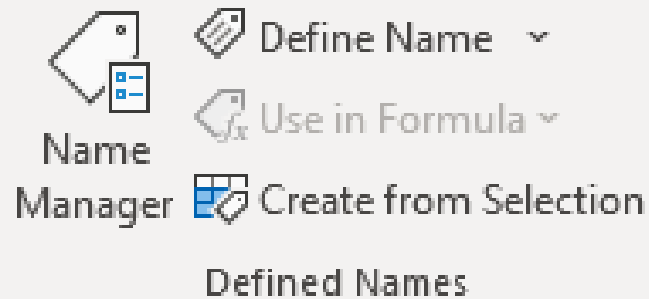 Name
Manager
Define Name
Use in Formula
Create from Selection
Defined Names